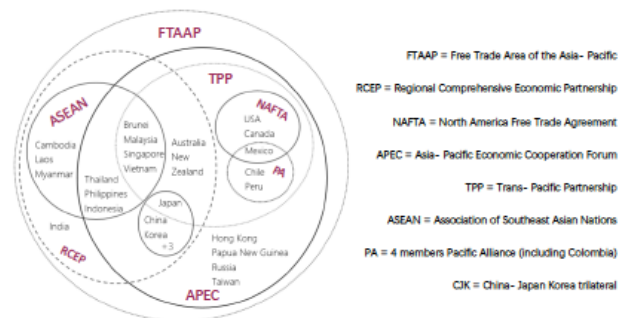 FTAAP
TPP
ASEAN
NAFTA
USA
Canada
Mexico
Chile
Peru
PA
Brunei
Malaysia
Singapore
Vietnam
Australia
New
Zealand
Cambodia
Laos
Myanmar
Thailand
Philippines
Indonesia
Japan
China
Korea
+3
India
RCEP
Hong Kong
Papua New Guinea
Russia
Taiwan
APEC
FTAAP = Free Trade Area of the Asia- Pacific
RCEP = Regional Comprehensive Economic Partnership
NAFTA = North America Free Trade Agreement
APEC = Asia- Pacific Economic Cooperation Forum
TPP = Trans- Pacific Partnership
ASEAN = Association of Southeast Asian Nations
PA = 4 members Pacific Alliance (including Colombia)
CJK = China- Japan Korea trilateral